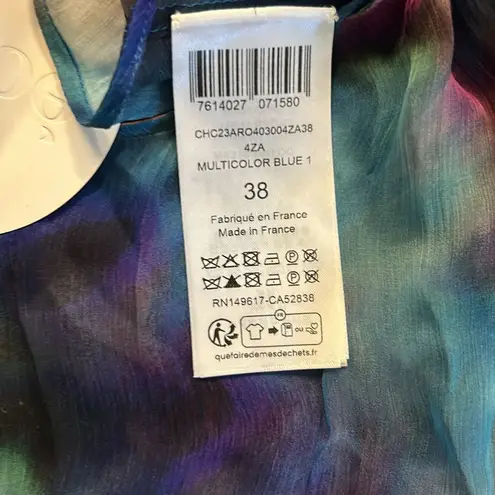 7614027 071580
CHC23ARO403004ZA38
4ZA
MULTICOLOR BLUE 1
38
Fabriqué en France
Made in France
RN149617-CA52838
FR
quefairedemesdechets.fr